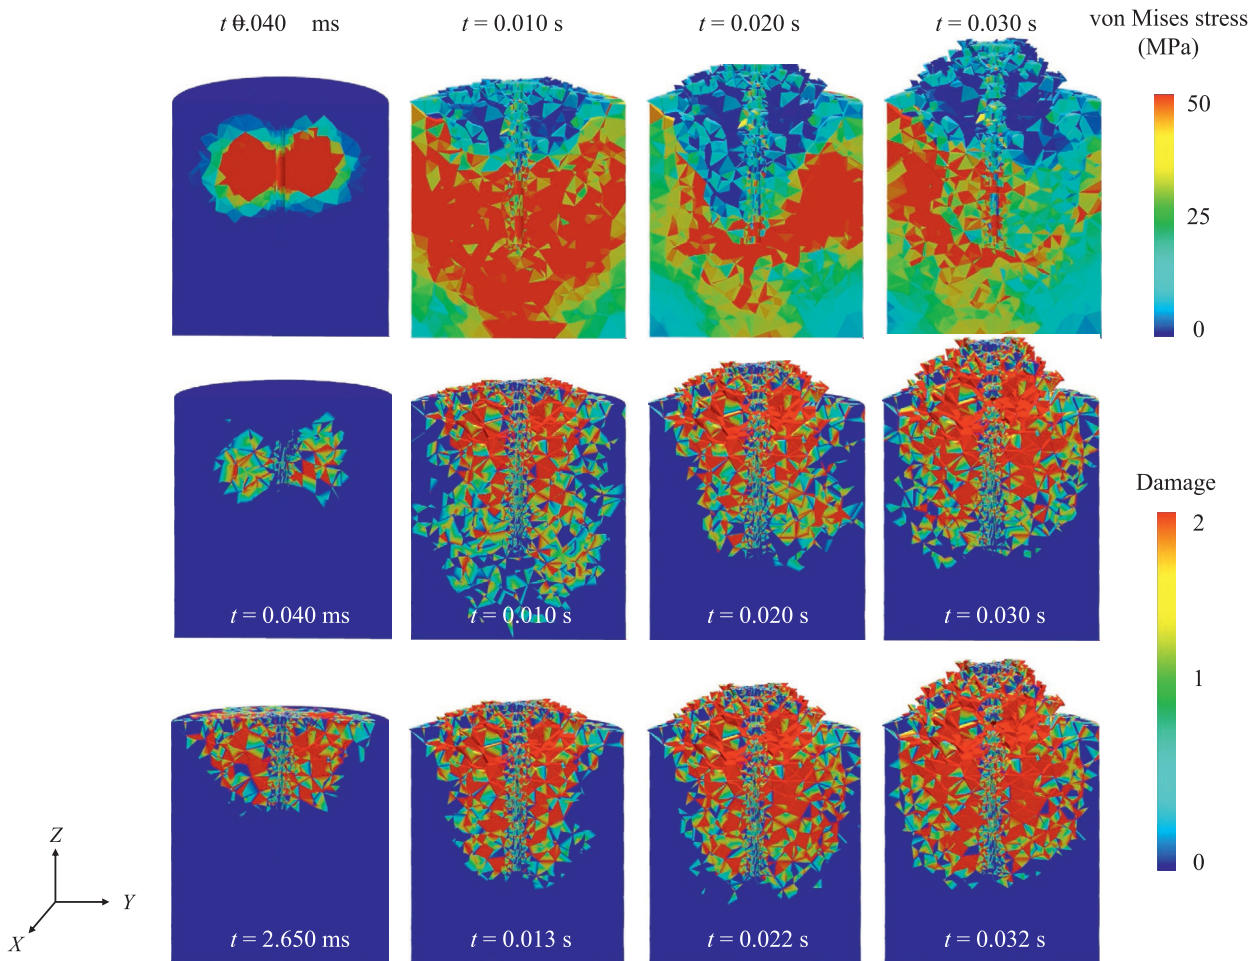 t 0.040 ms
t = 0.010 s
t = 0.020 s
t = 0.030 s
von Mises stress
(MPa)
50
25
0
t = 0.040 ms
t = 0.010 s
t = 0.020 s
t = 0.030 s
Damage
2
1
0
t = 2.650 ms
t = 0.013 s
t = 0.022 s
t = 0.032 s
Z
Y
X